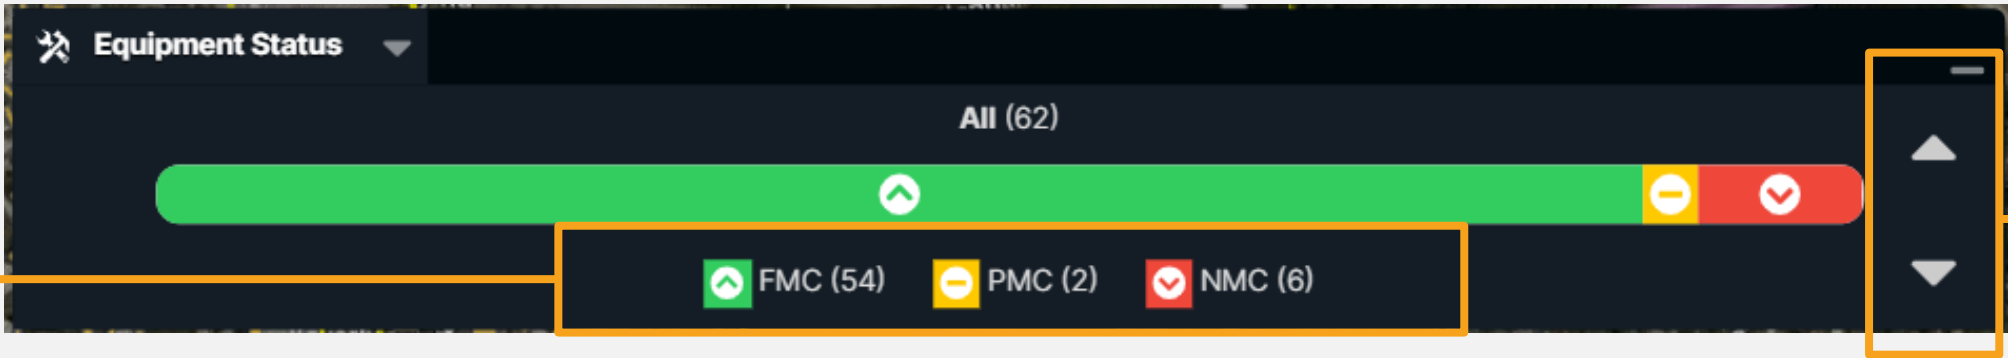 Equipment Status
All (62)
FMC (54) PMC (2) NMC (6)